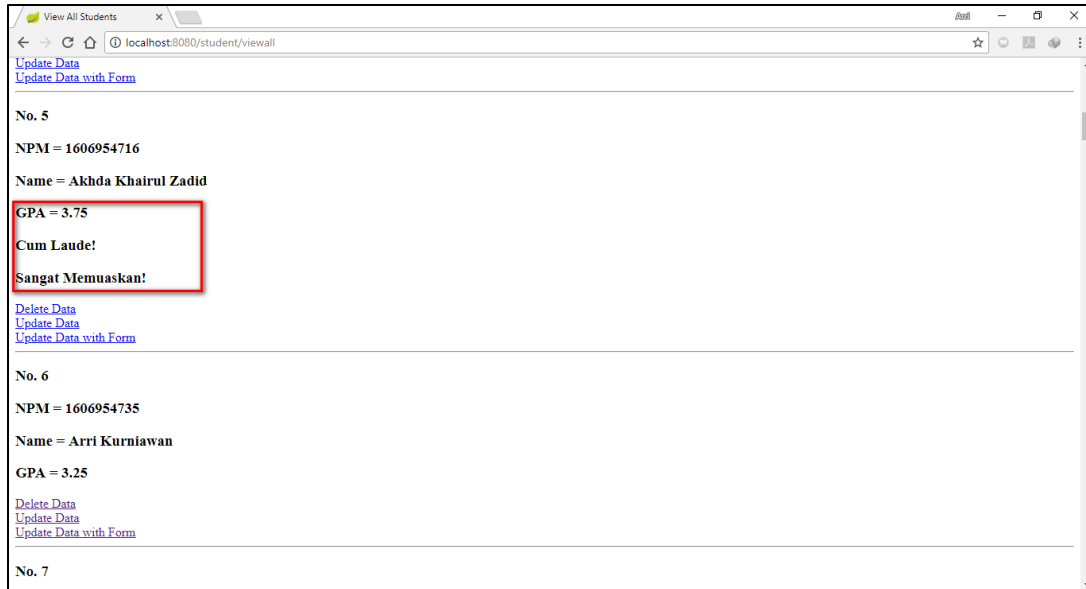 View All Students
Ani
localhost:8080/student/viewall
Update Data
Update Data with Form
No. 5
NPM = 1606954716
Name = Akhda Khairul Zadid
GPA = 3.75
Cum Laude!
Sangat Memuaskan!
Delete Data
Update Data
Update Data with Form
No. 6
NPM = 1606954735
Name = Arri Kurniawan
GPA = 3.25
Delete Data
Update Data
Update Data with Form
No. 7